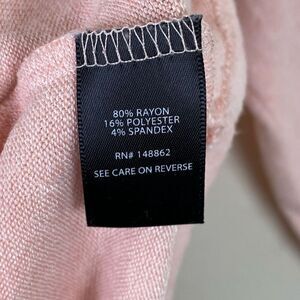 80% RAYON
16% POLYESTER
4% SPANDEX
RN# 148862
SEE CARE ON REVERSE